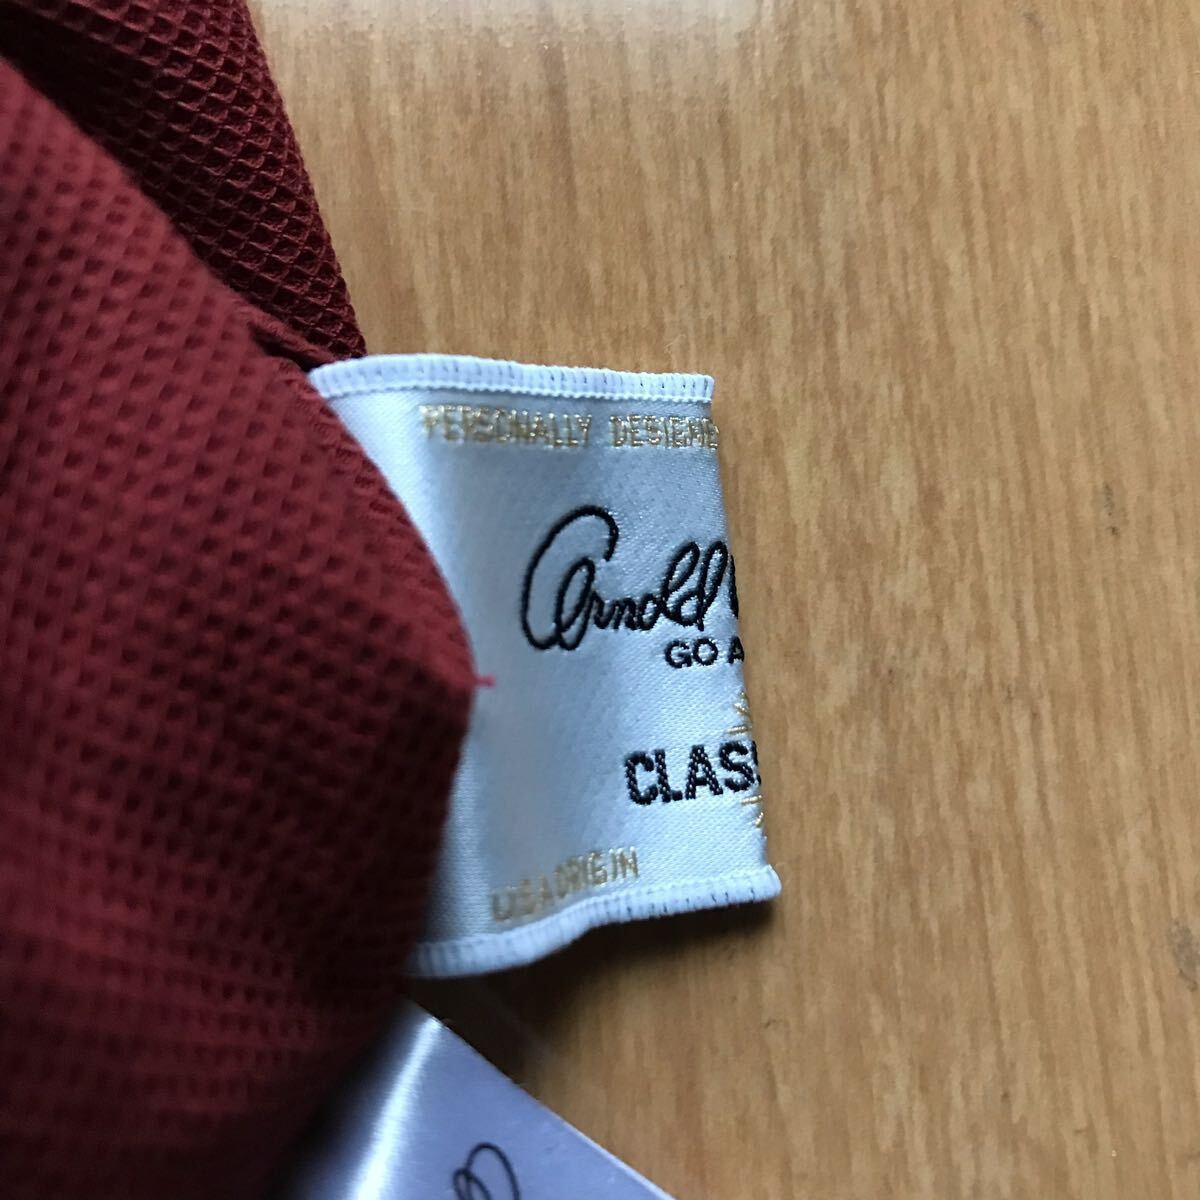 PERSONALLY DESIGNE
Arnold
GO A
CLASS
USA ORIGIN